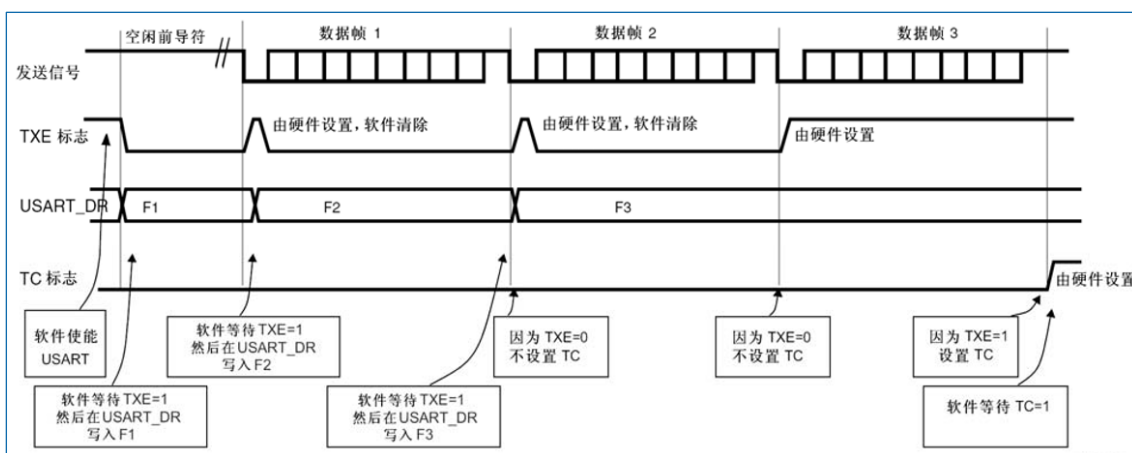 空闲前导符
数据帧 1
数据帧 2
数据帧 3
发送信号
TXE 标志
由硬件设置，软件清除
由硬件设置，软件清除
由硬件设置
USART_DR
F1
F2
F3
TC 标志
由硬件设置
软件使能
USART
软件等待 TXE=1
然后在USART_DR
写入 F2
因为 TXE=0
不设置 TC
因为 TXE=0
不设置 TC
因为 TXE=1
设置 TC
软件等待 TXE=1
然后在USART_DR
写入 F1
软件等待 TXE=1
然后在USART_DR
写入 F3
软件等待 TC=1